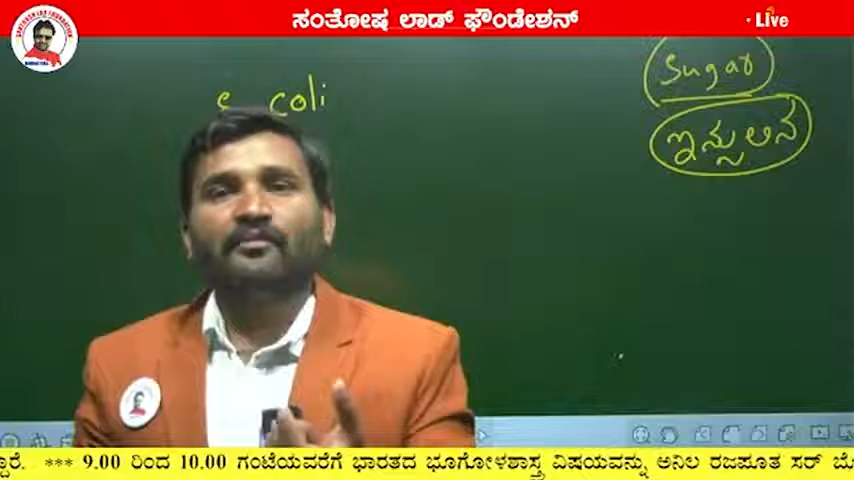 ಸಂತೋಷ ಲಾಡ್ ಫೌಂಡೇಶನ್
Live
Sugar
coli
ಇನ್ಸುಲಿನ
*** 9.00 ರಿಂದ 10.00 ಗಂಟೆಯವರೆಗೆ ಭಾರತದ ಭೂಗೋಳಶಾಸ್ತ್ರ ವಿಷಯವನ್ನು ಅನಿಲ ರಜಪೂತ ಸರ್